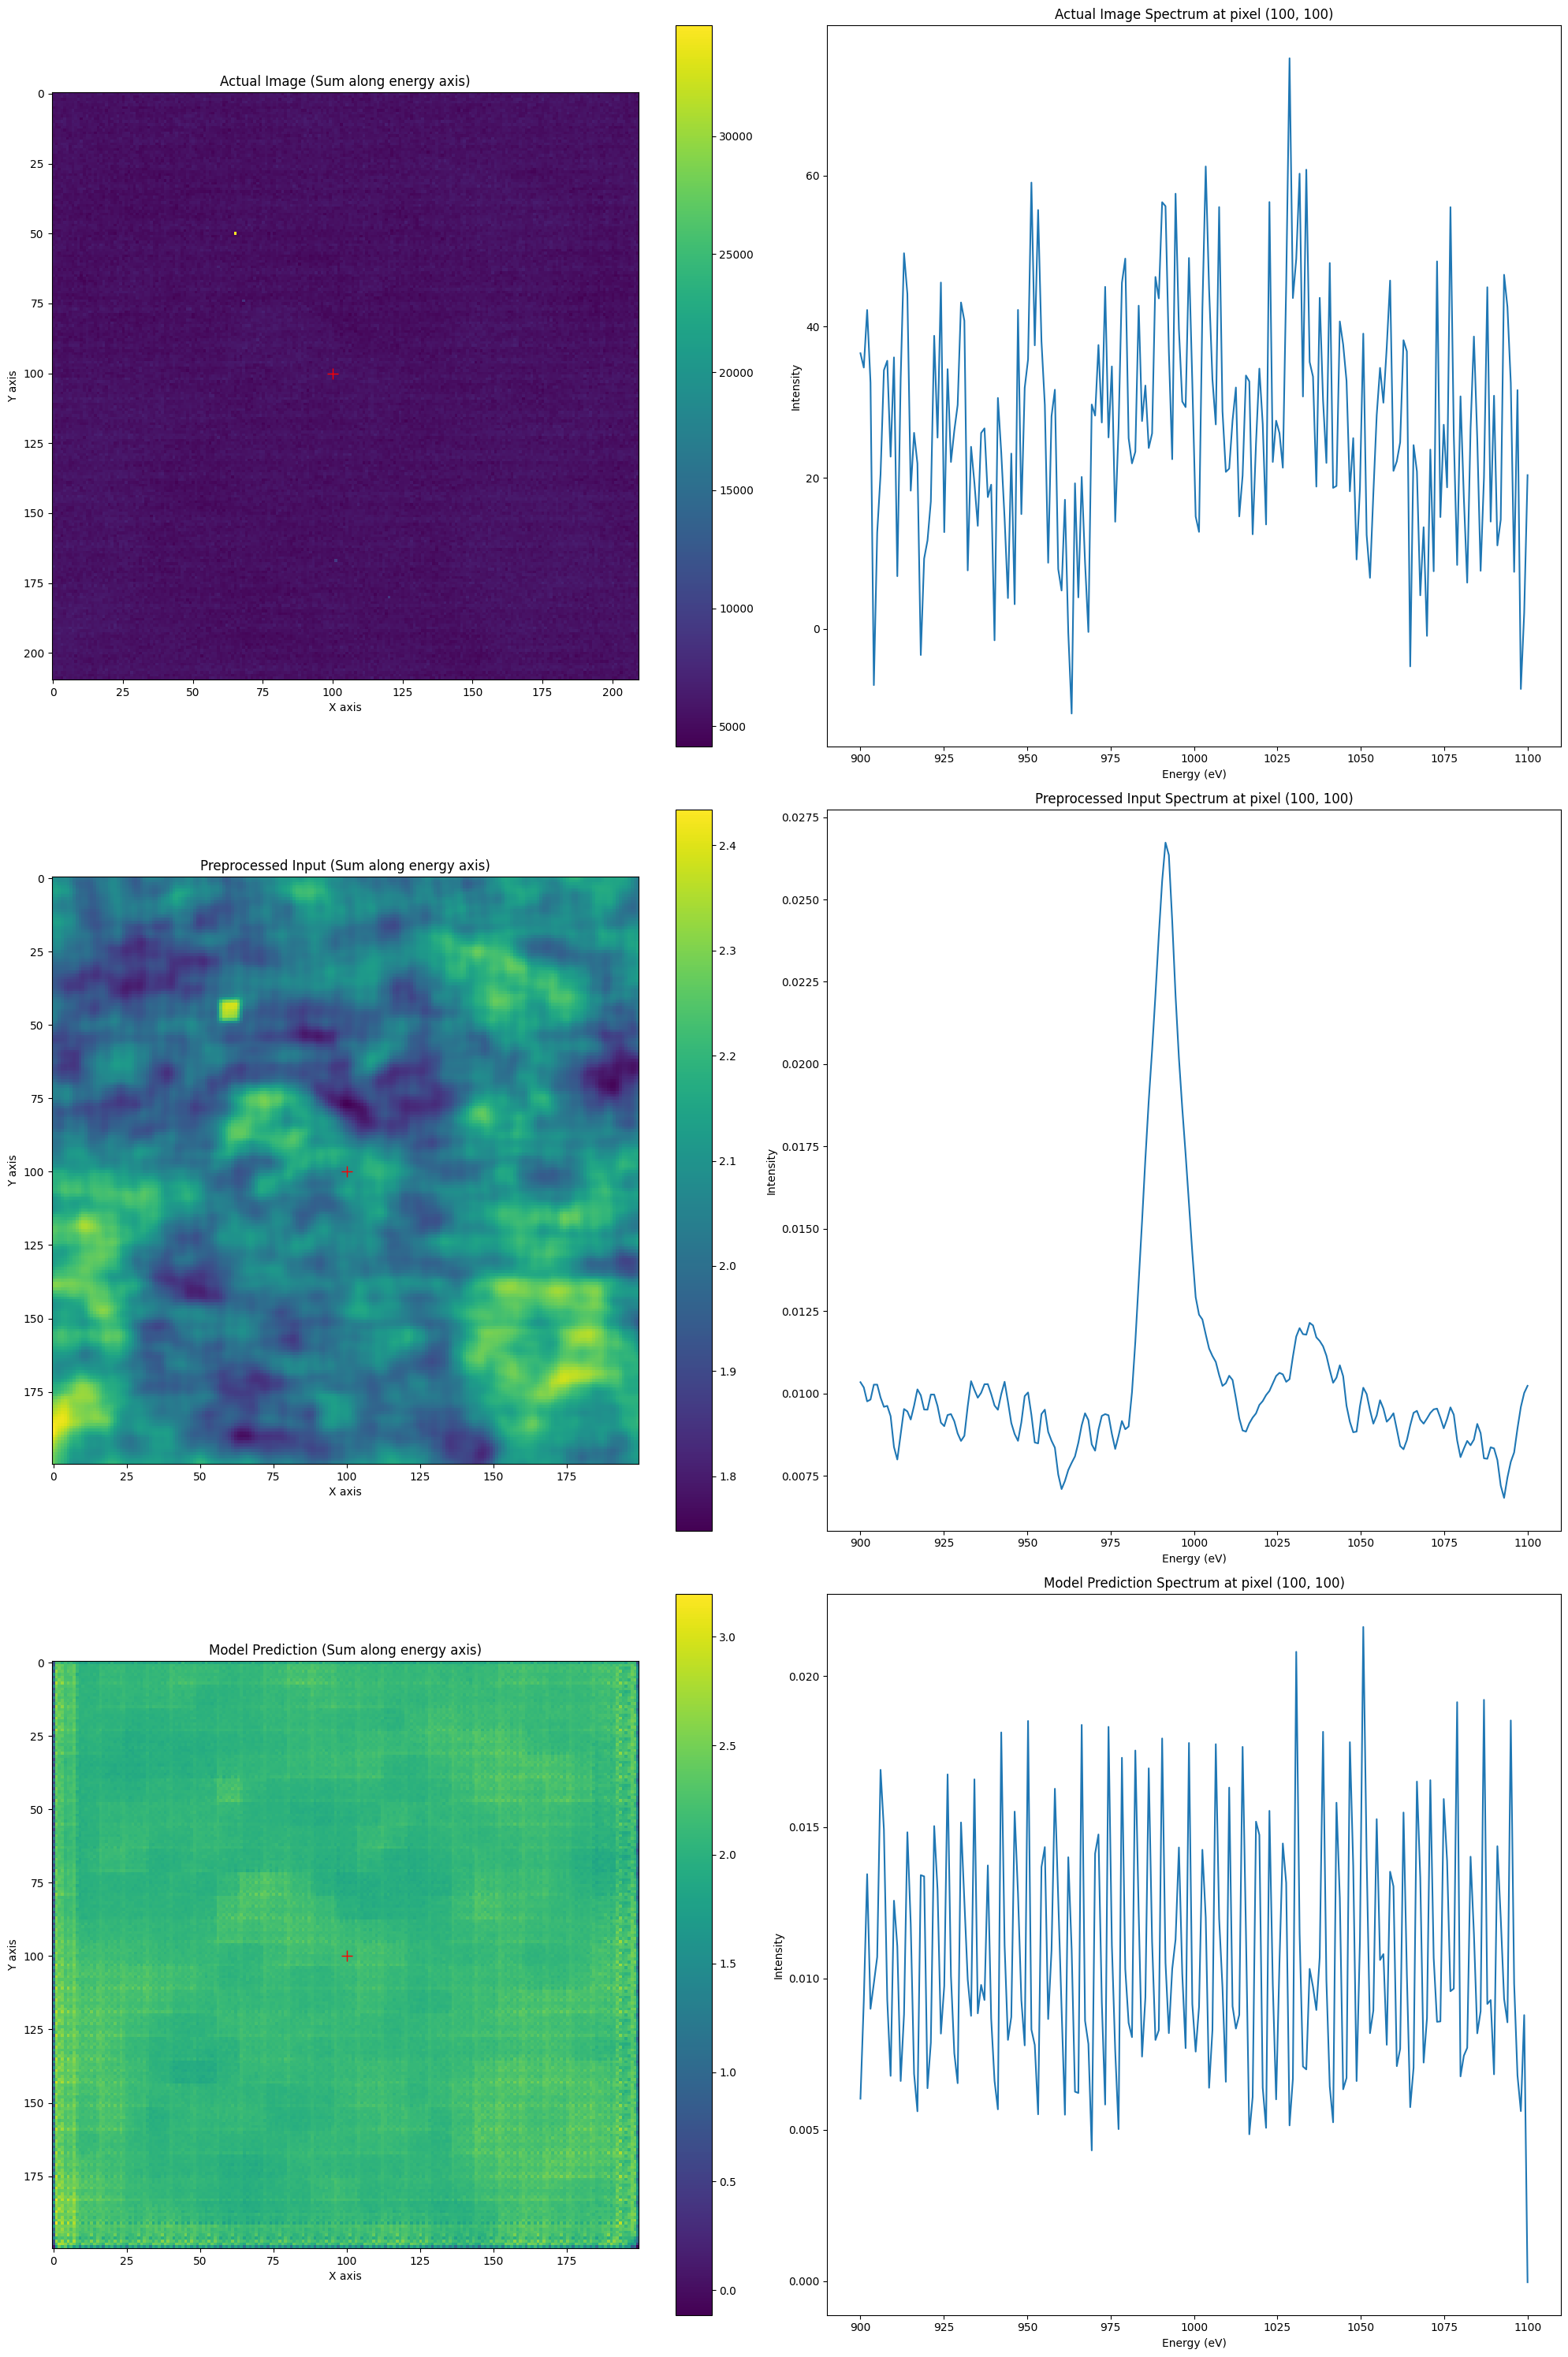 Actual Image (Sum along energy axis)
0
25
50
75
100
125
150
175
200
Y axis
0 25 50 75 100 125 150 175 200
X axis
30000
25000
20000
15000
10000
5000
Actual Image Spectrum at pixel (100, 100)
60
40
20
0
Intensity
900 925 950 975 1000 1025 1050 1075 1100
Energy (eV)
Preprocessed Input (Sum along energy axis)
0
25
50
75
100
125
150
175
Y axis
0 25 50 75 100 125 150 175
X axis
2.4
2.3
2.2
2.1
2.0
1.9
1.8
Preprocessed Input Spectrum at pixel (100, 100)
0.0275
0.0250
0.0225
0.0200
0.0175
0.0150
0.0125
0.0100
0.0075
Intensity
900 925 950 975 1000 1025 1050 1075 1100
Energy (eV)
Model Prediction (Sum along energy axis)
0
25
50
75
100
125
150
175
Y axis
0 25 50 75 100 125 150 175
X axis
3.0
2.5
2.0
1.5
1.0
0.5
0.0
Model Prediction Spectrum at pixel (100, 100)
0.020
0.015
0.010
0.005
0.000
Intensity
900 925 950 975 1000 1025 1050 1075 1100
Energy (eV)